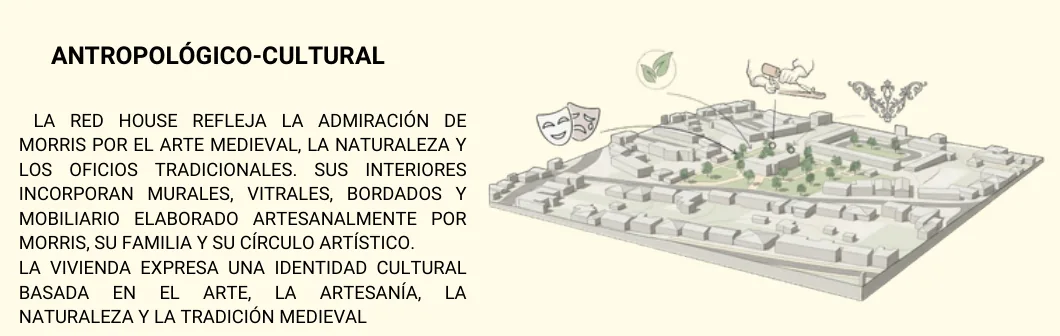 ANTROPOLÓGICO-CULTURAL
LA RED HOUSE REFLEJA LA ADMIRACIÓN DE
MORRIS POR EL ARTE MEDIEVAL, LA NATURALEZA Y
LOS OFICIOS TRADICIONALES. SUS INTERIORES
INCORPORAN MURALES, VITRALES, BORDADOS Y
MOBILIARIO ELABORADO ARTESANALMENTE POR
MORRIS, SU FAMILIA Y SU CÍRCULO ARTÍSTICO.
LA VIVIENDA EXPRESA UNA IDENTIDAD CULTURAL
BASADA EN EL ARTE, LA ARTESANÍA, LA
NATURALEZA Y LA TRADICIÓN MEDIEVAL